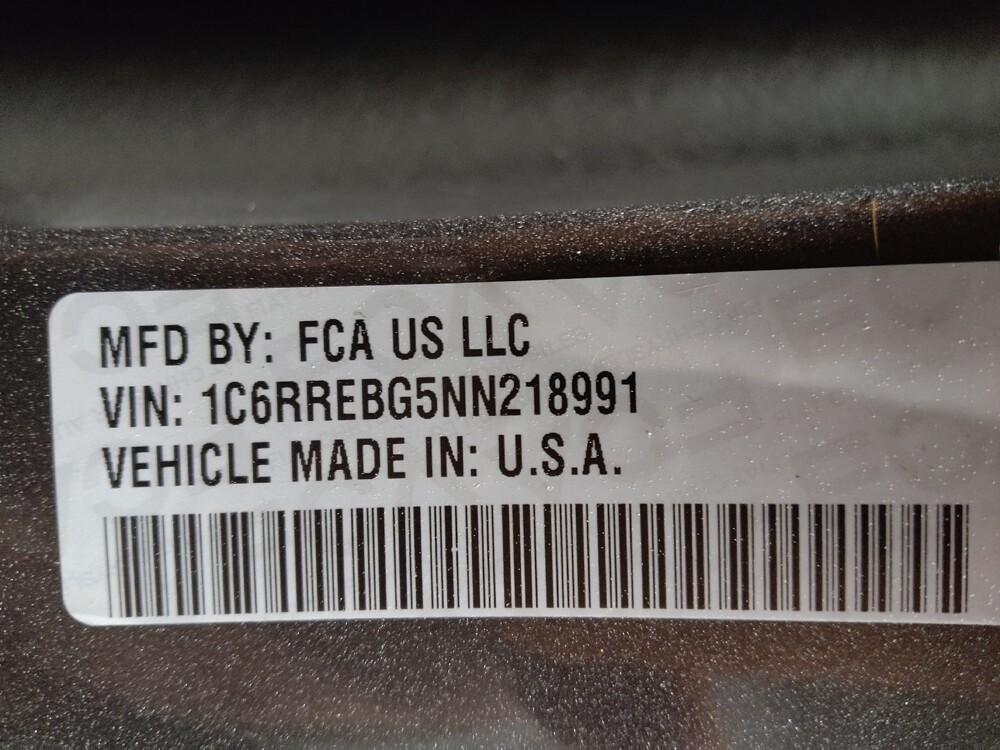 MFD BY: FCA US LLC
VIN: 1C6RREBG5NN218991
VEHICLE MADE IN: U.S.A.